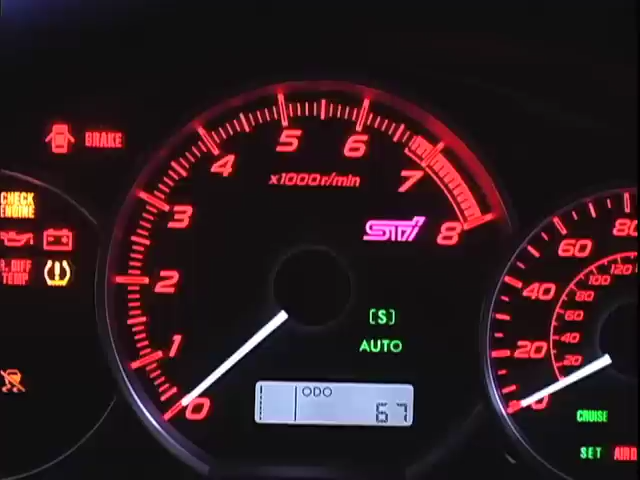 BRAKE
CHECK
ENGINE
R. DIFF
TEMP
0
1
2
3
4
5
6
7
8
x1000r/min
STI
[S]
AUTO
ODO
67
0
20
40
60
80
20
40
60
80
100
120
CRUISE
SET